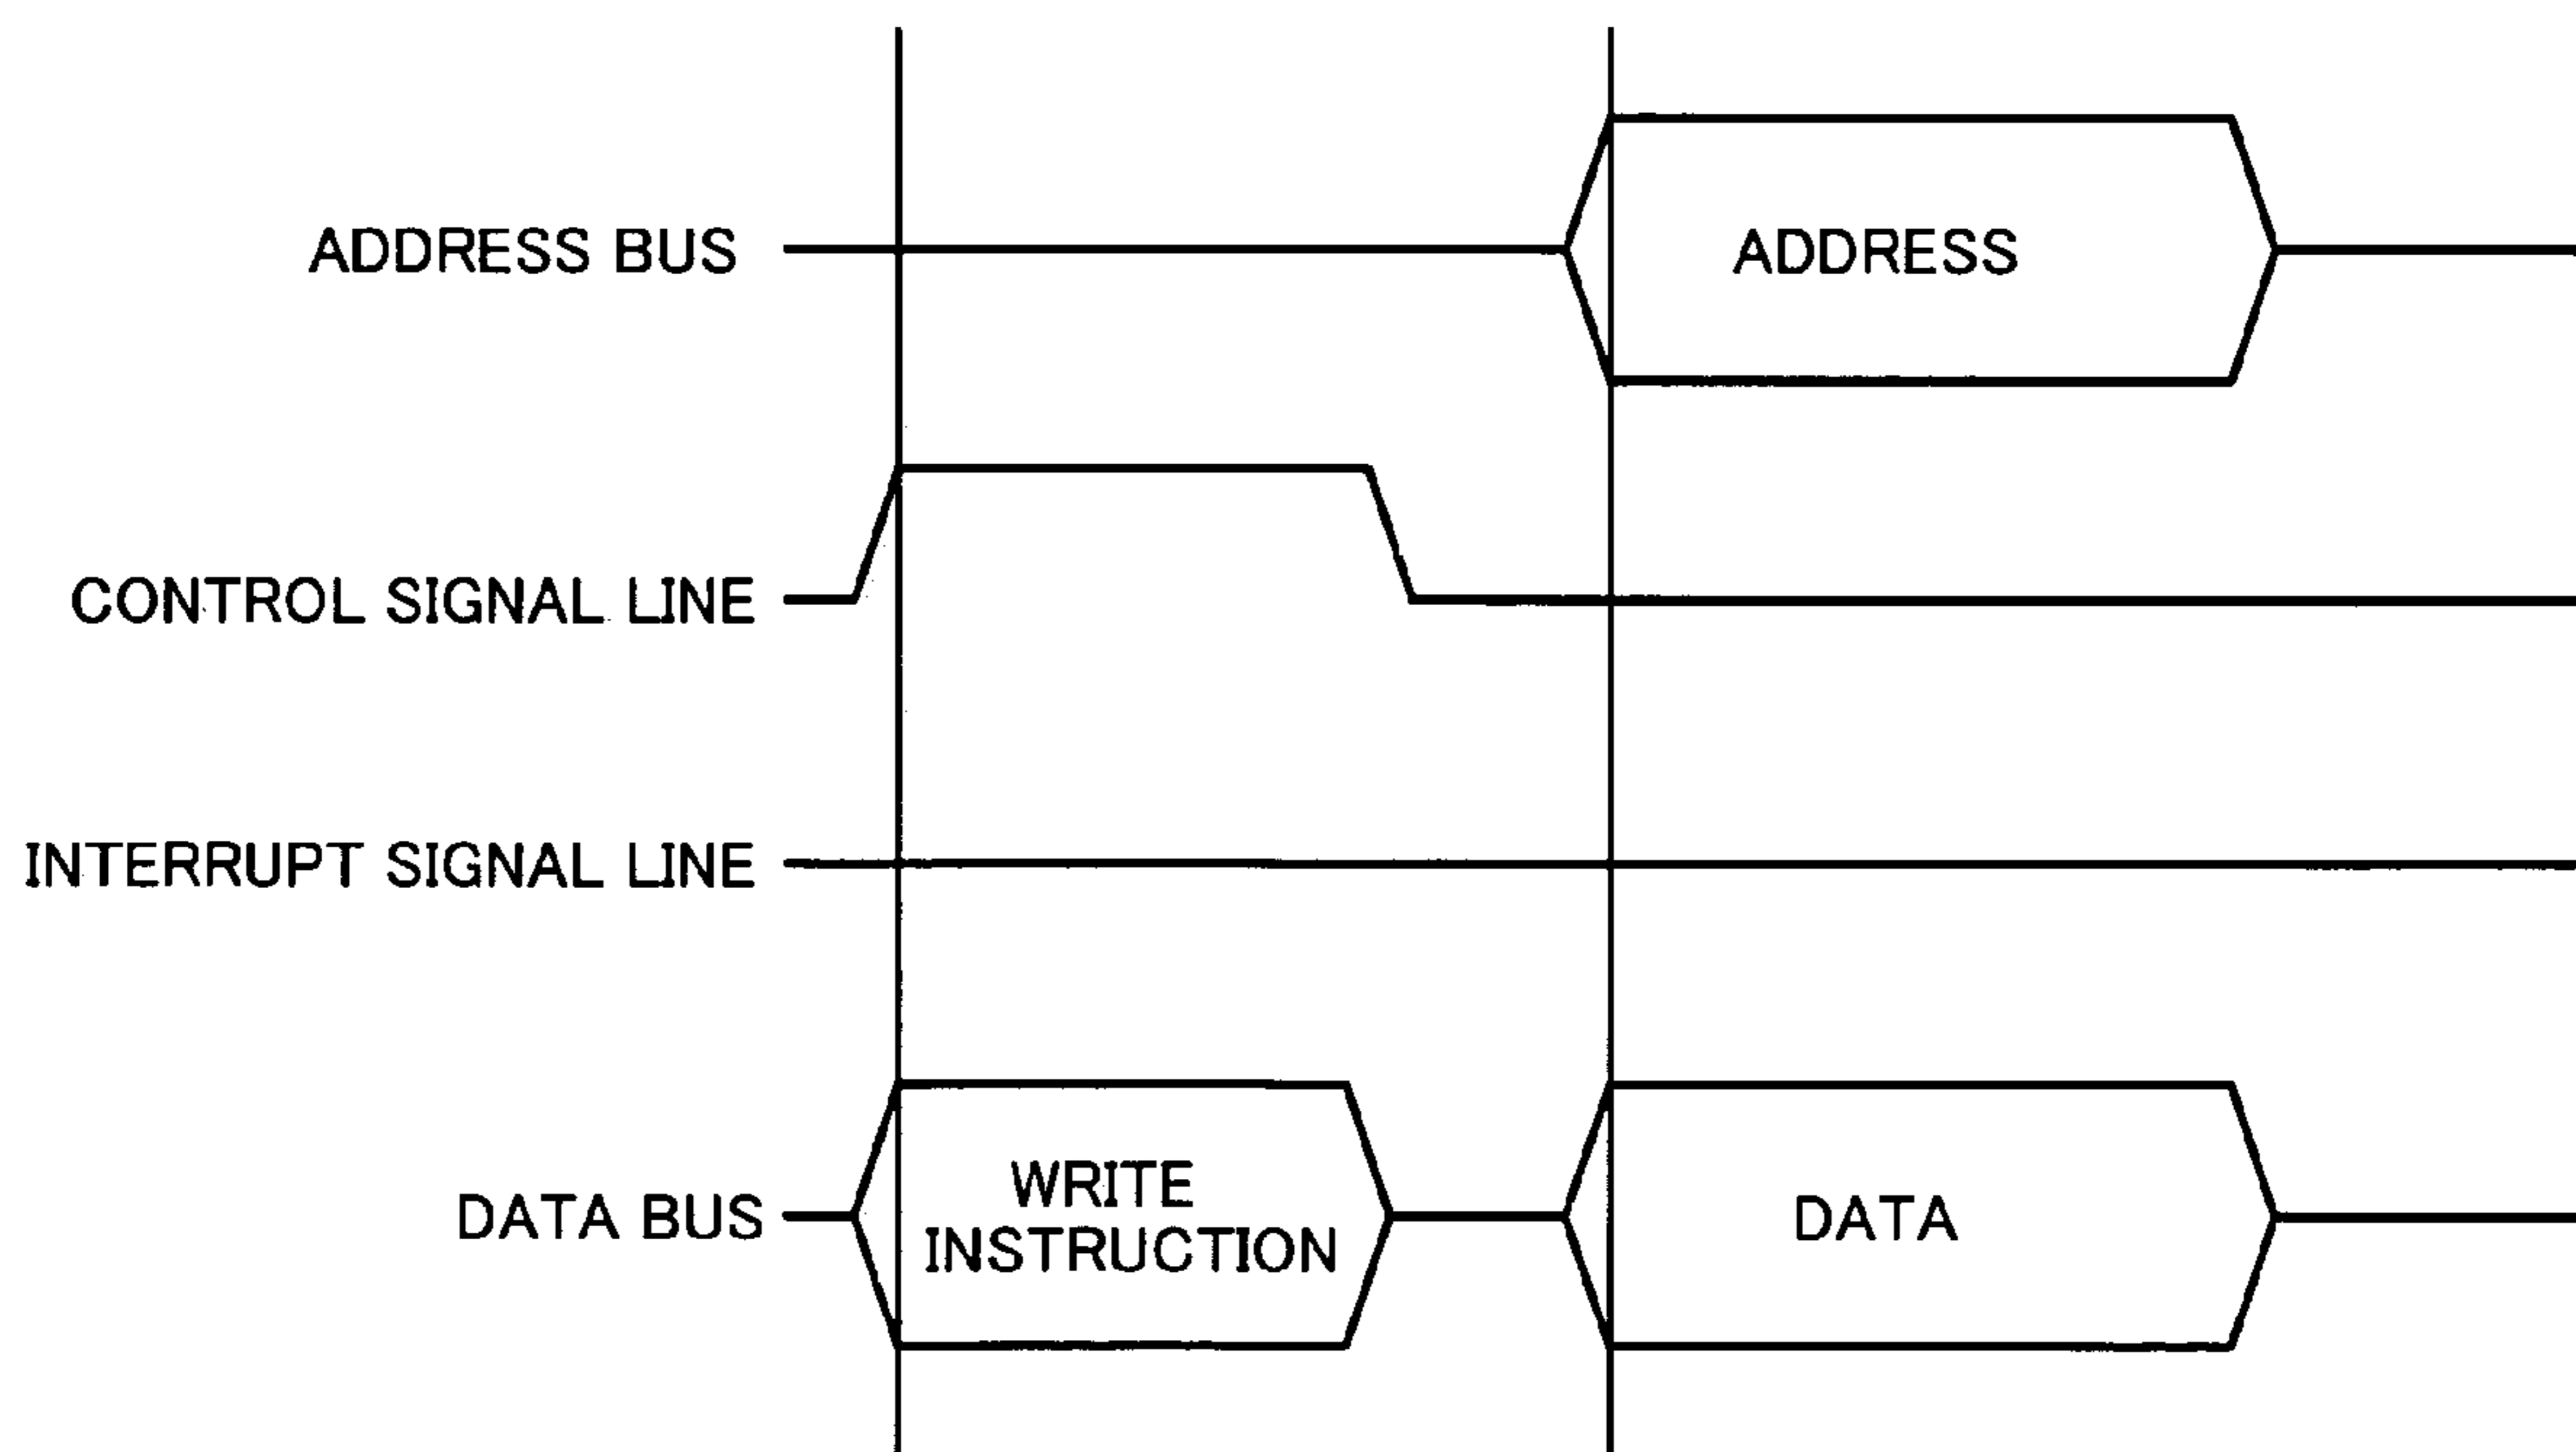 ADDRESS BUS
ADDRESS
CONTROL SIGNAL LINE
INTERRUPT SIGNAL LINE
DATA BUS
WRITE
INSTRUCTION
DATA